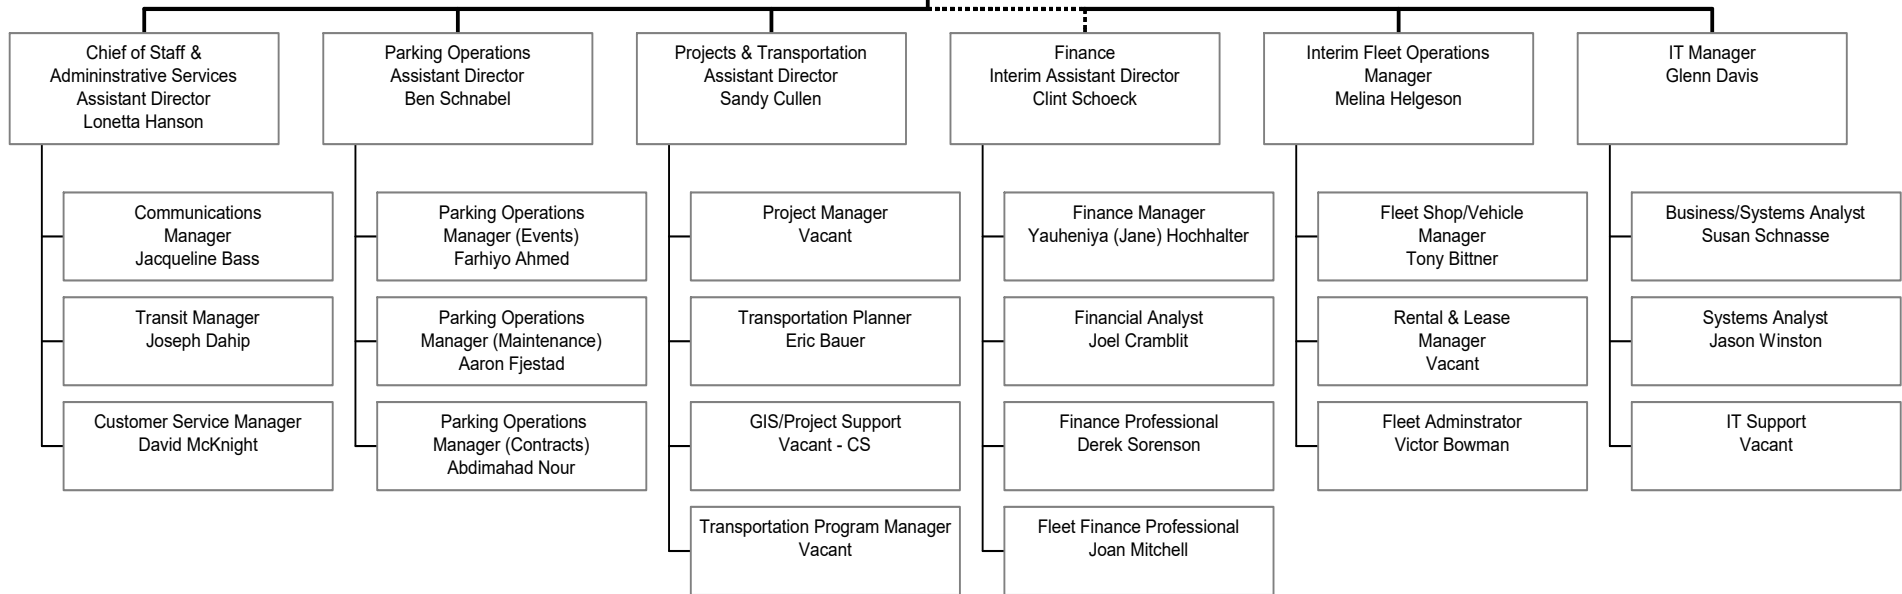 Chief of Staff &
Admininstrative Services
Assistant Director
Lonetta Hanson
Parking Operations
Assistant Director
Ben Schnabel
Projects & Transportation
Assistant Director
Sandy Cullen
Finance
Interim Assistant Director
Clint Schoeck
Interim Fleet Operations
Manager
Melina Helgeson
IT Manager
Glenn Davis
Communications
Manager
Jacqueline Bass
Transit Manager
Joseph Dahip
Customer Service Manager
David McKnight
Parking Operations
Manager (Events)
Farhiyo Ahmed
Parking Operations
Manager (Maintenance)
Aaron Fjestad
Parking Operations
Manager (Contracts)
Abdimahad Nour
Project Manager
Vacant
Transportation Planner
Eric Bauer
GIS/Project Support
Vacant - CS
Transportation Program Manager
Vacant
Finance Manager
Yauheniya (Jane) Hochhalter
Financial Analyst
Joel Cramblit
Finance Professional
Derek Sorenson
Fleet Finance Professional
Joan Mitchell
Fleet Shop/Vehicle
Manager
Tony Bittner
Rental & Lease
Manager
Vacant
Fleet Adminstrator
Victor Bowman
Business/Systems Analyst
Susan Schnasse
Systems Analyst
Jason Winston
IT Support
Vacant